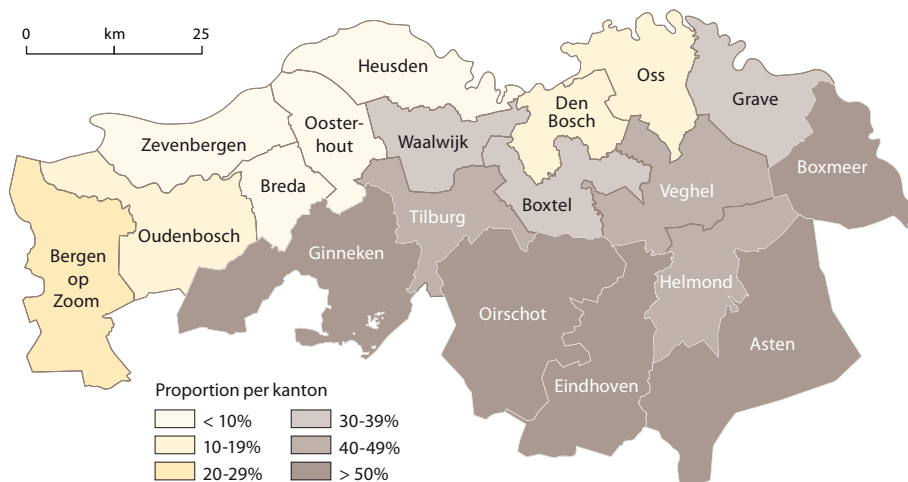 0 km 25
Heusden
Oss
Den
Bosch
Grave
Ooster-
hout
Waalwijk
Zevenbergen
Boxmeer
Breda
Veghel
Boxtel
Tilburg
Oudenbosch
Ginneken
Bergen
op
Zoom
Helmond
Oirschot
Asten
Eindhoven
Proportion per kanton
< 10%
10-19%
20-29%
30-39%
40-49%
> 50%